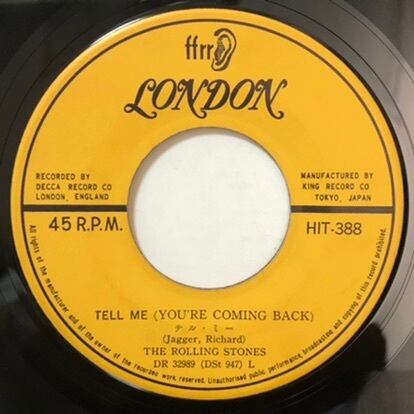 ffrr
LONDON
RECORDED BY
DECCA RECORD CO
LONDON, ENGLAND
MANUFACTURED BY
KING RECORD CO
TOKYO, JAPAN
45 R.P.M.
HIT-388
TELL ME (YOU'RE COMING BACK)
テル・ミー
(Jagger, Richard)
THE ROLLING STONES
DR 32989 (DSt 947) L
All rights of the manufacturer and of the owner of the recorded work reserved. Unauthorised public performance, broadcasting and copying of this record prohibited.